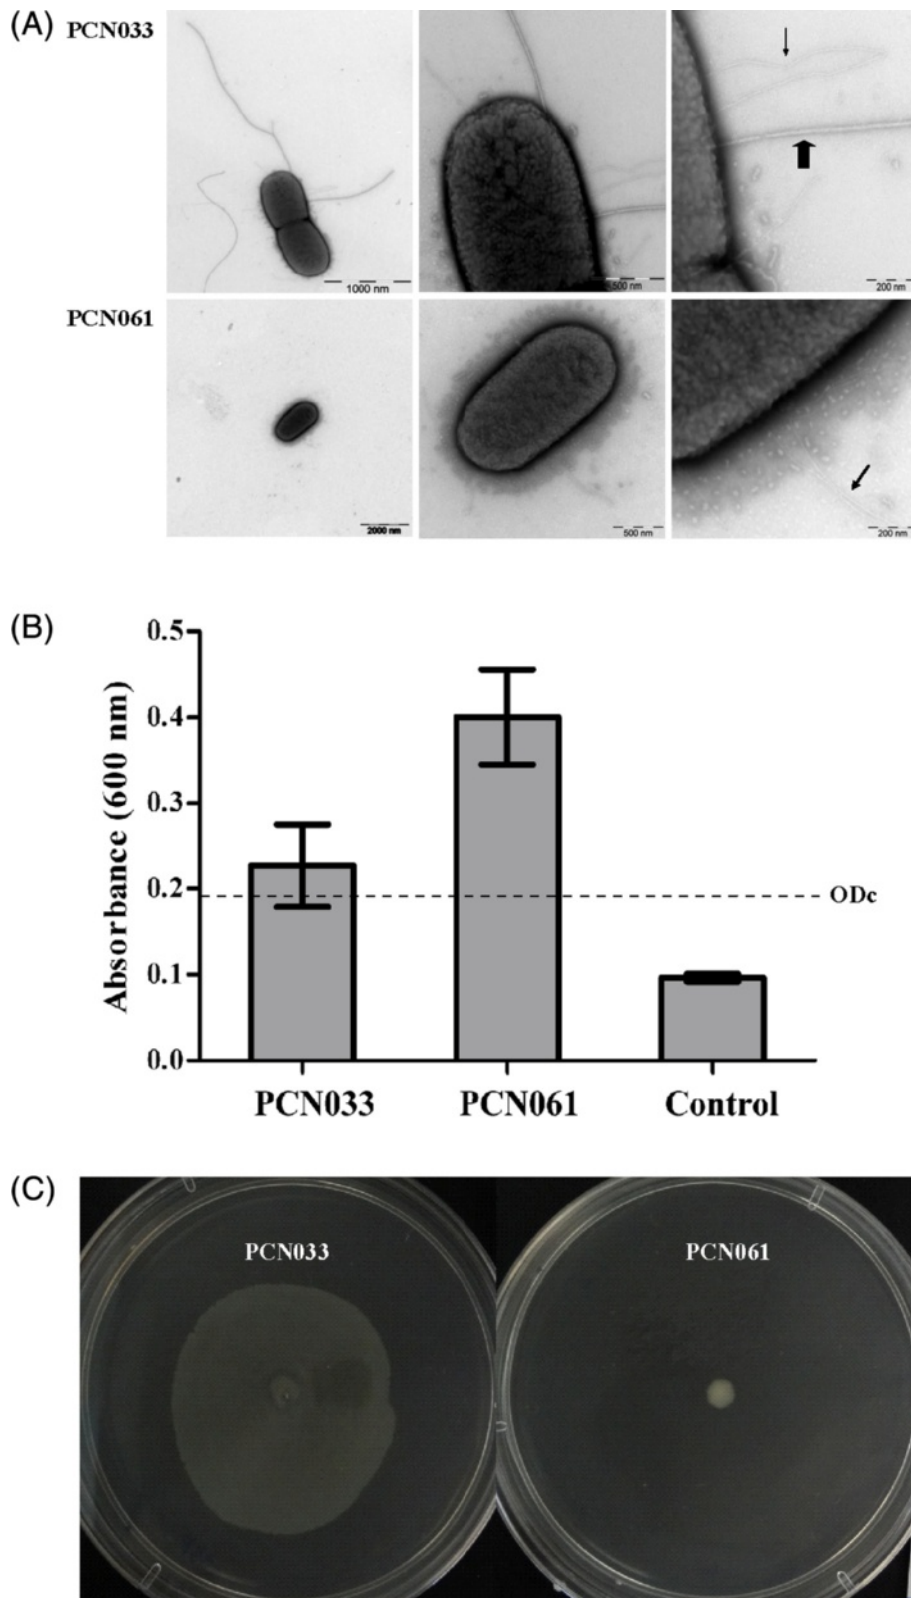 (A) PCN033
1000 nm
500 nm
200 nm
PCN061
2000 nm
500 nm
200 nm
(B)
0.5
0.4
0.3
0.2
0.1
0.0
Absorbance (600 nm)
ODc
PCN033 PCN061 Control
(C)
PCN033 PCN061